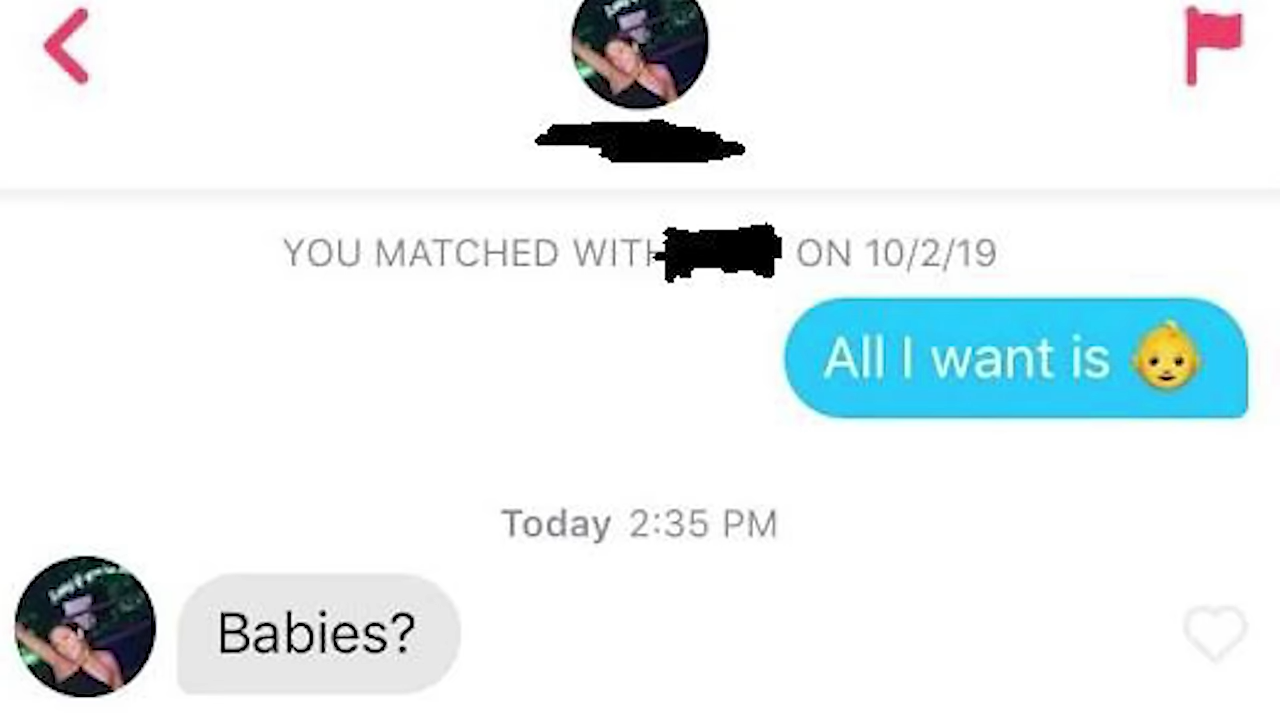 YOU MATCHED WITH ON 10/2/19
All I want is 👶
Today 2:35 PM
Babies?